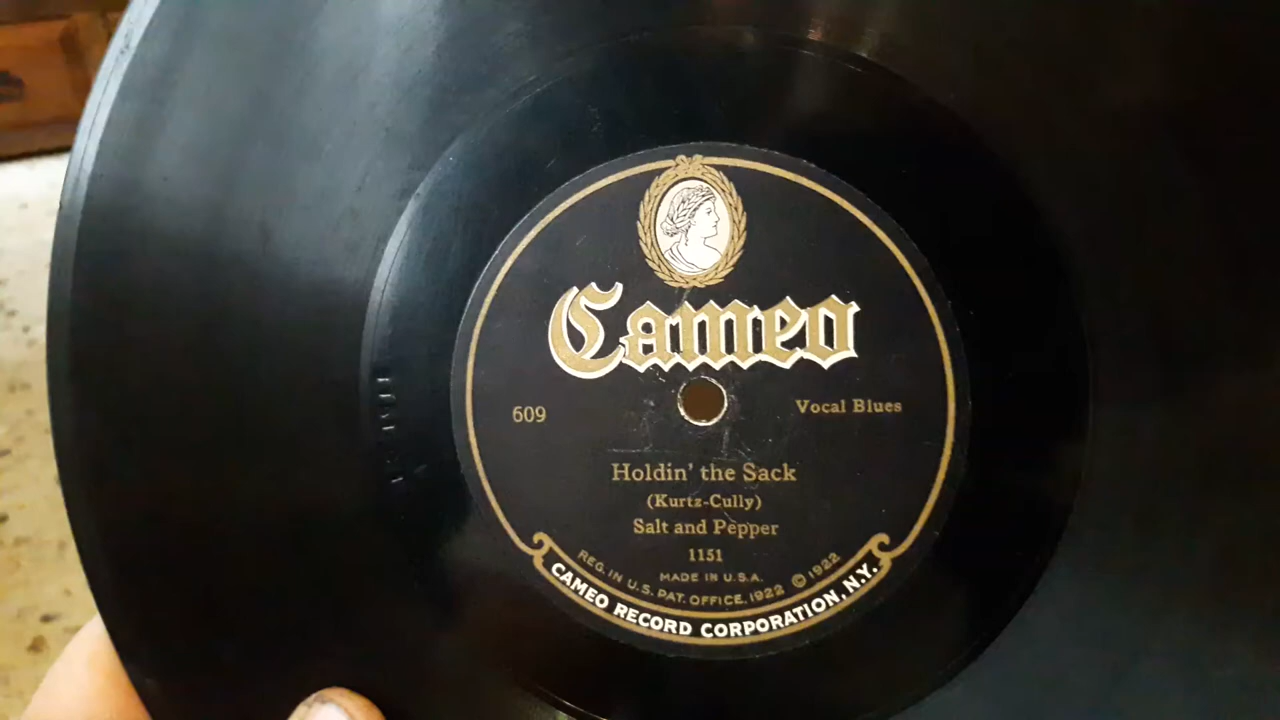 Cameo
609
Vocal Blues
Holdin' the Sack
(Kurtz-Cully)
Salt and Pepper
1151
MADE IN U.S.A.
REG. IN U.S. PAT. OFFICE, 1922 © 1922
CAMEO RECORD CORPORATION, N.Y.